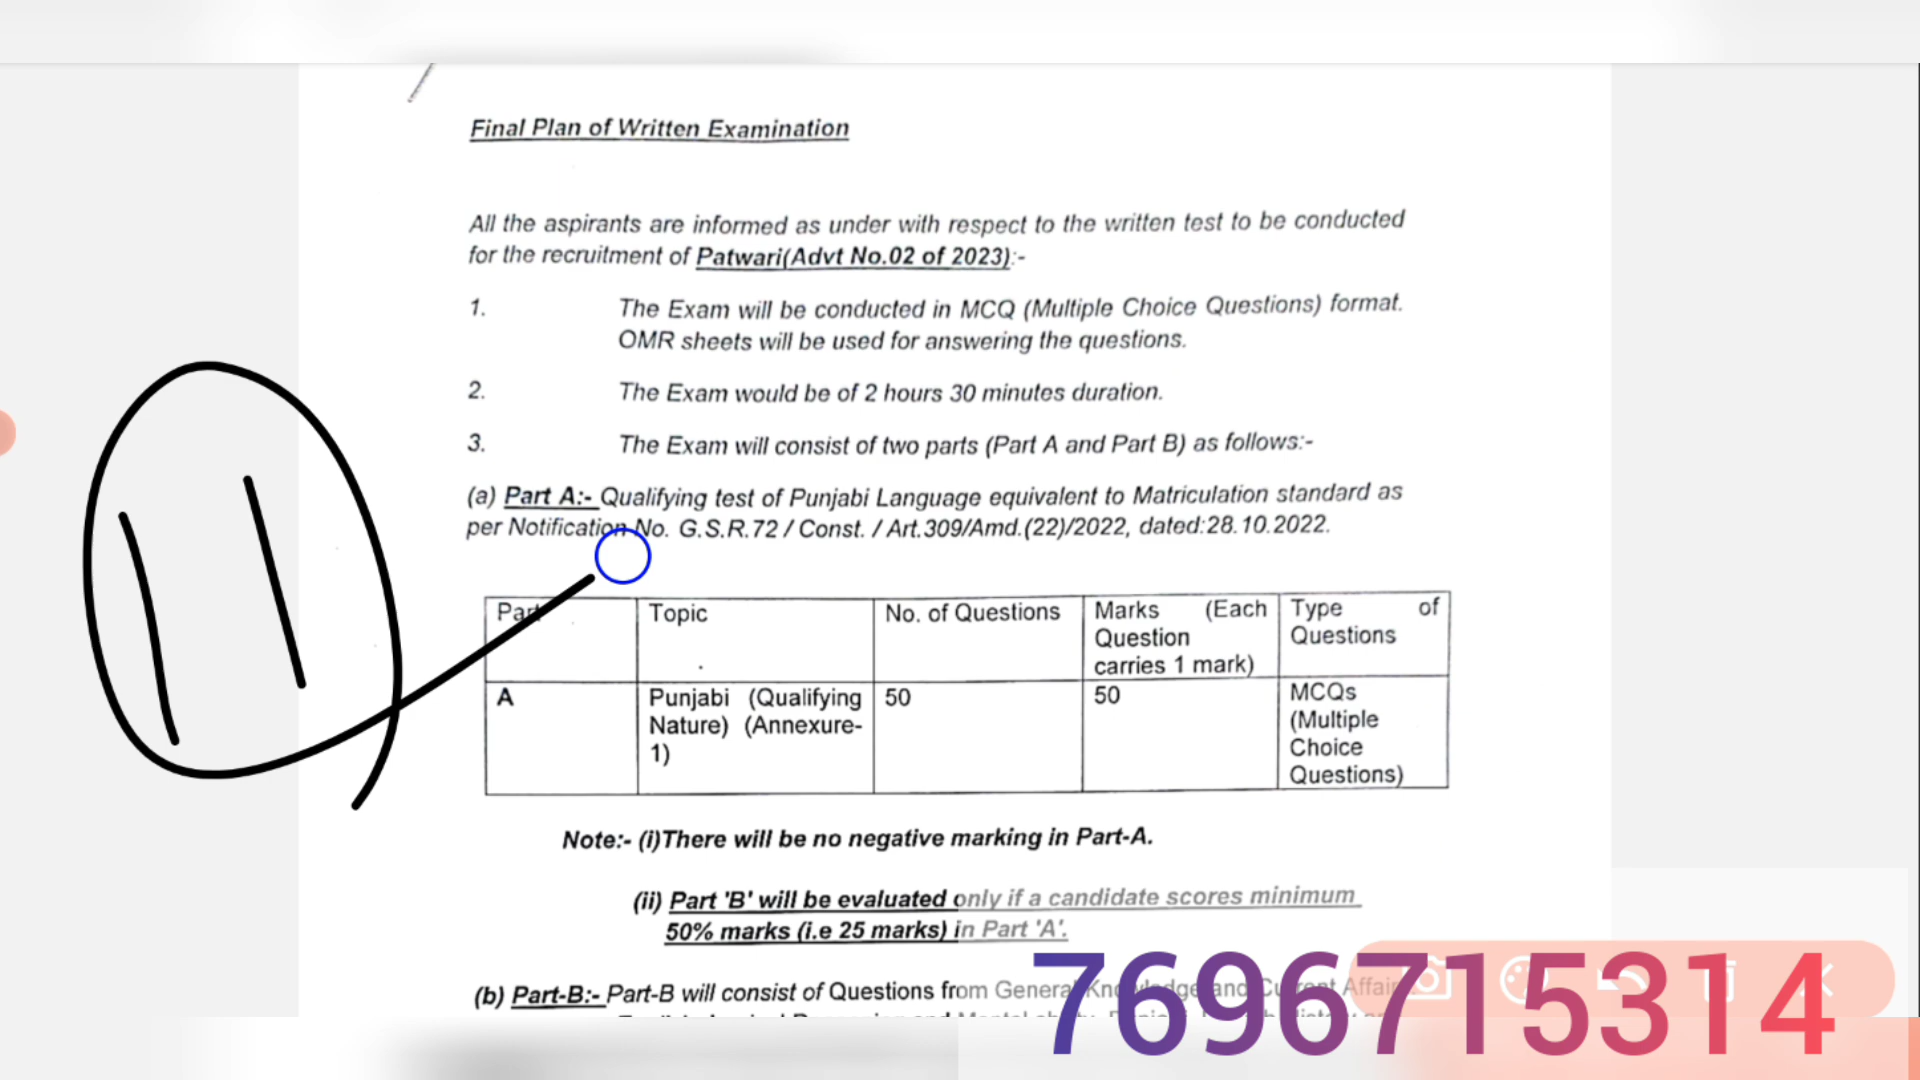 Final Plan of Written Examination
All the aspirants are informed as under with respect to the written test to be conducted
for the recruitment of Patwari(Advt No.02 of 2023):-
1. The Exam will be conducted in MCQ (Multiple Choice Questions) format.
OMR sheets will be used for answering the questions.
2. The Exam would be of 2 hours 30 minutes duration.
3. The Exam will consist of two parts (Part A and Part B) as follows:-
(a) Part A:- Qualifying test of Punjabi Language equivalent to Matriculation standard as
per Notification No. G.S.R.72 / Const. / Art.309/Amd.(22)/2022, dated:28.10.2022.
11
Part Topic No. of Questions Marks (Each Question carries 1 mark) Type of Questions
A Punjabi (Qualifying Nature) (Annexure-1) 50 50 MCQs (Multiple Choice Questions)
Note:- (i)There will be no negative marking in Part-A.
(ii) Part 'B' will be evaluated only if a candidate scores minimum
50% marks (i.e 25 marks) in Part 'A'.
(b) Part-B:- Part-B will consist of Questions from General Knowledge and Current Affair
7696715314